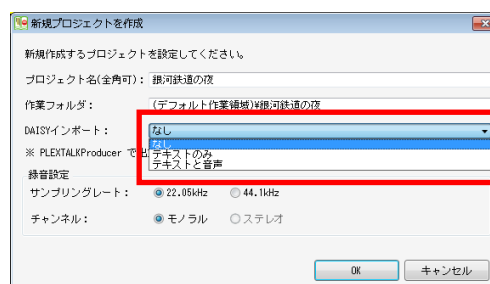 新規プロジェクトを作成
新規作成するプロジェクトを設定してください。
プロジェクト名(全角可): 銀河鉄道の夜
作業フォルダ: (デフォルト作業領域)¥銀河鉄道の夜
DAISYインポート: なし
なし
※ PLEXTALKProducer で出 テキストのみ
テキストと音声
録音設定
サンプリングレート: 22.05kHz 44.1kHz
チャンネル: モノラル ステレオ
OK キャンセル